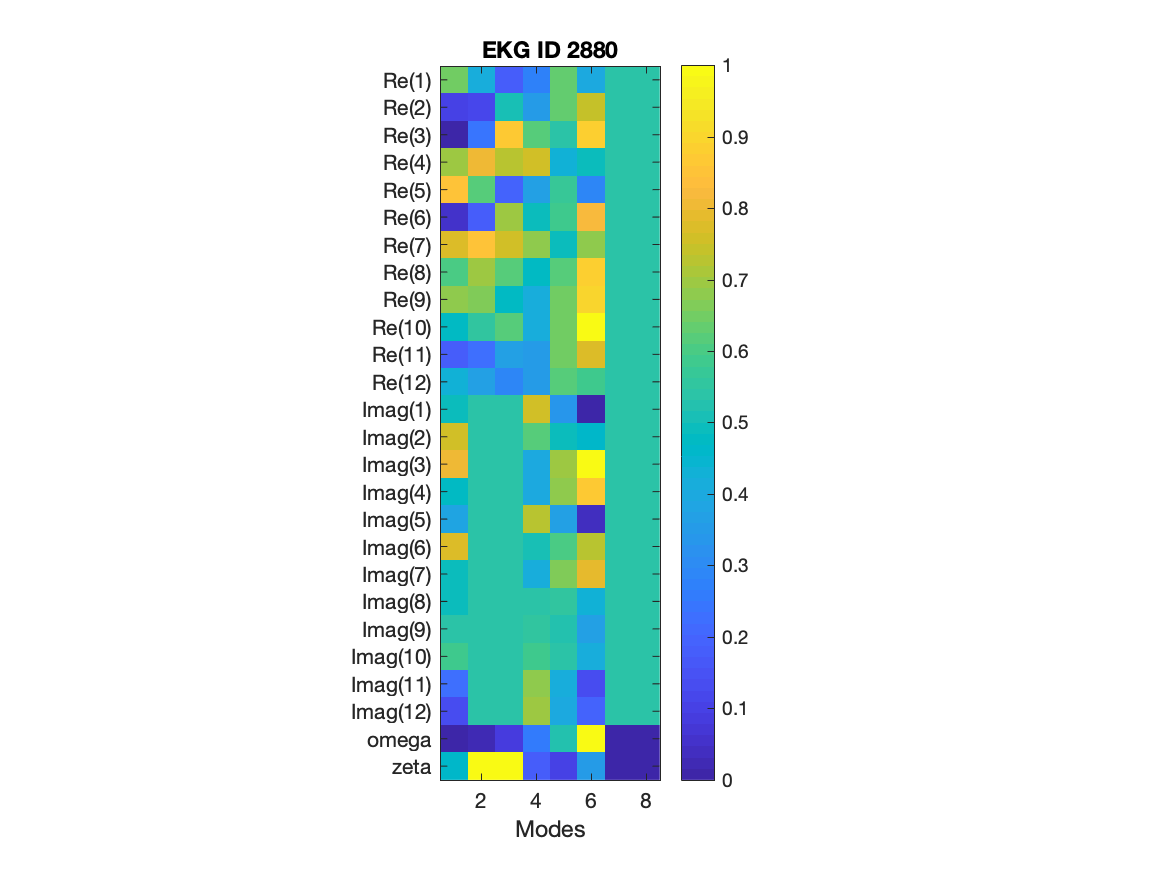 EKG ID 2880
Re(1)
Re(2)
Re(3)
Re(4)
Re(5)
Re(6)
Re(7)
Re(8)
Re(9)
Re(10)
Re(11)
Re(12)
Imag(1)
Imag(2)
Imag(3)
Imag(4)
Imag(5)
Imag(6)
Imag(7)
Imag(8)
Imag(9)
Imag(10)
Imag(11)
Imag(12)
omega
zeta
2 4 6 8
Modes
1
0.9
0.8
0.7
0.6
0.5
0.4
0.3
0.2
0.1
0